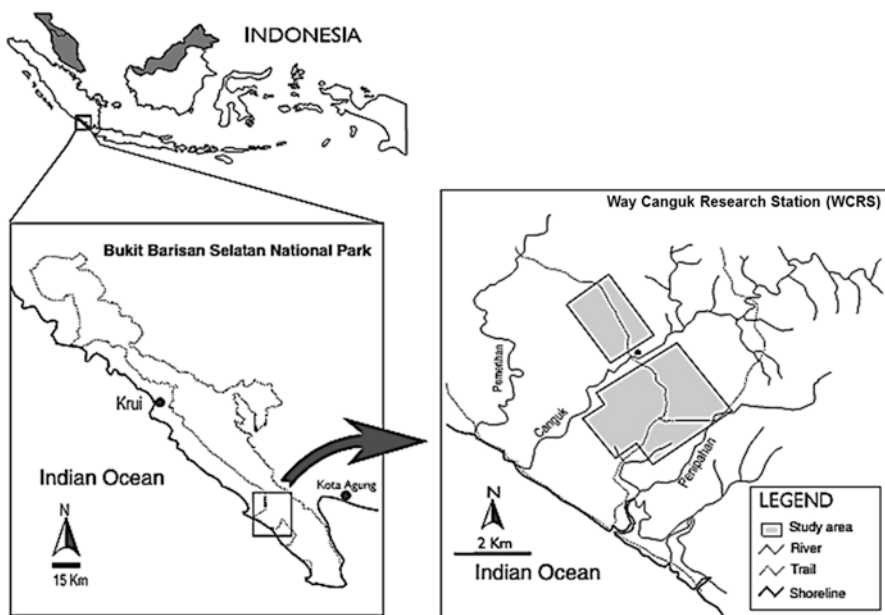 INDONESIA
Bukit Barisan Selatan National Park
Krui
Indian Ocean
Kota Agung
N
15 Km
Way Canguk Research Station (WCRS)
Pemerihan
Canguk
Penipahan
N
2 Km
Indian Ocean
LEGEND
Study area
River
Trail
Shoreline